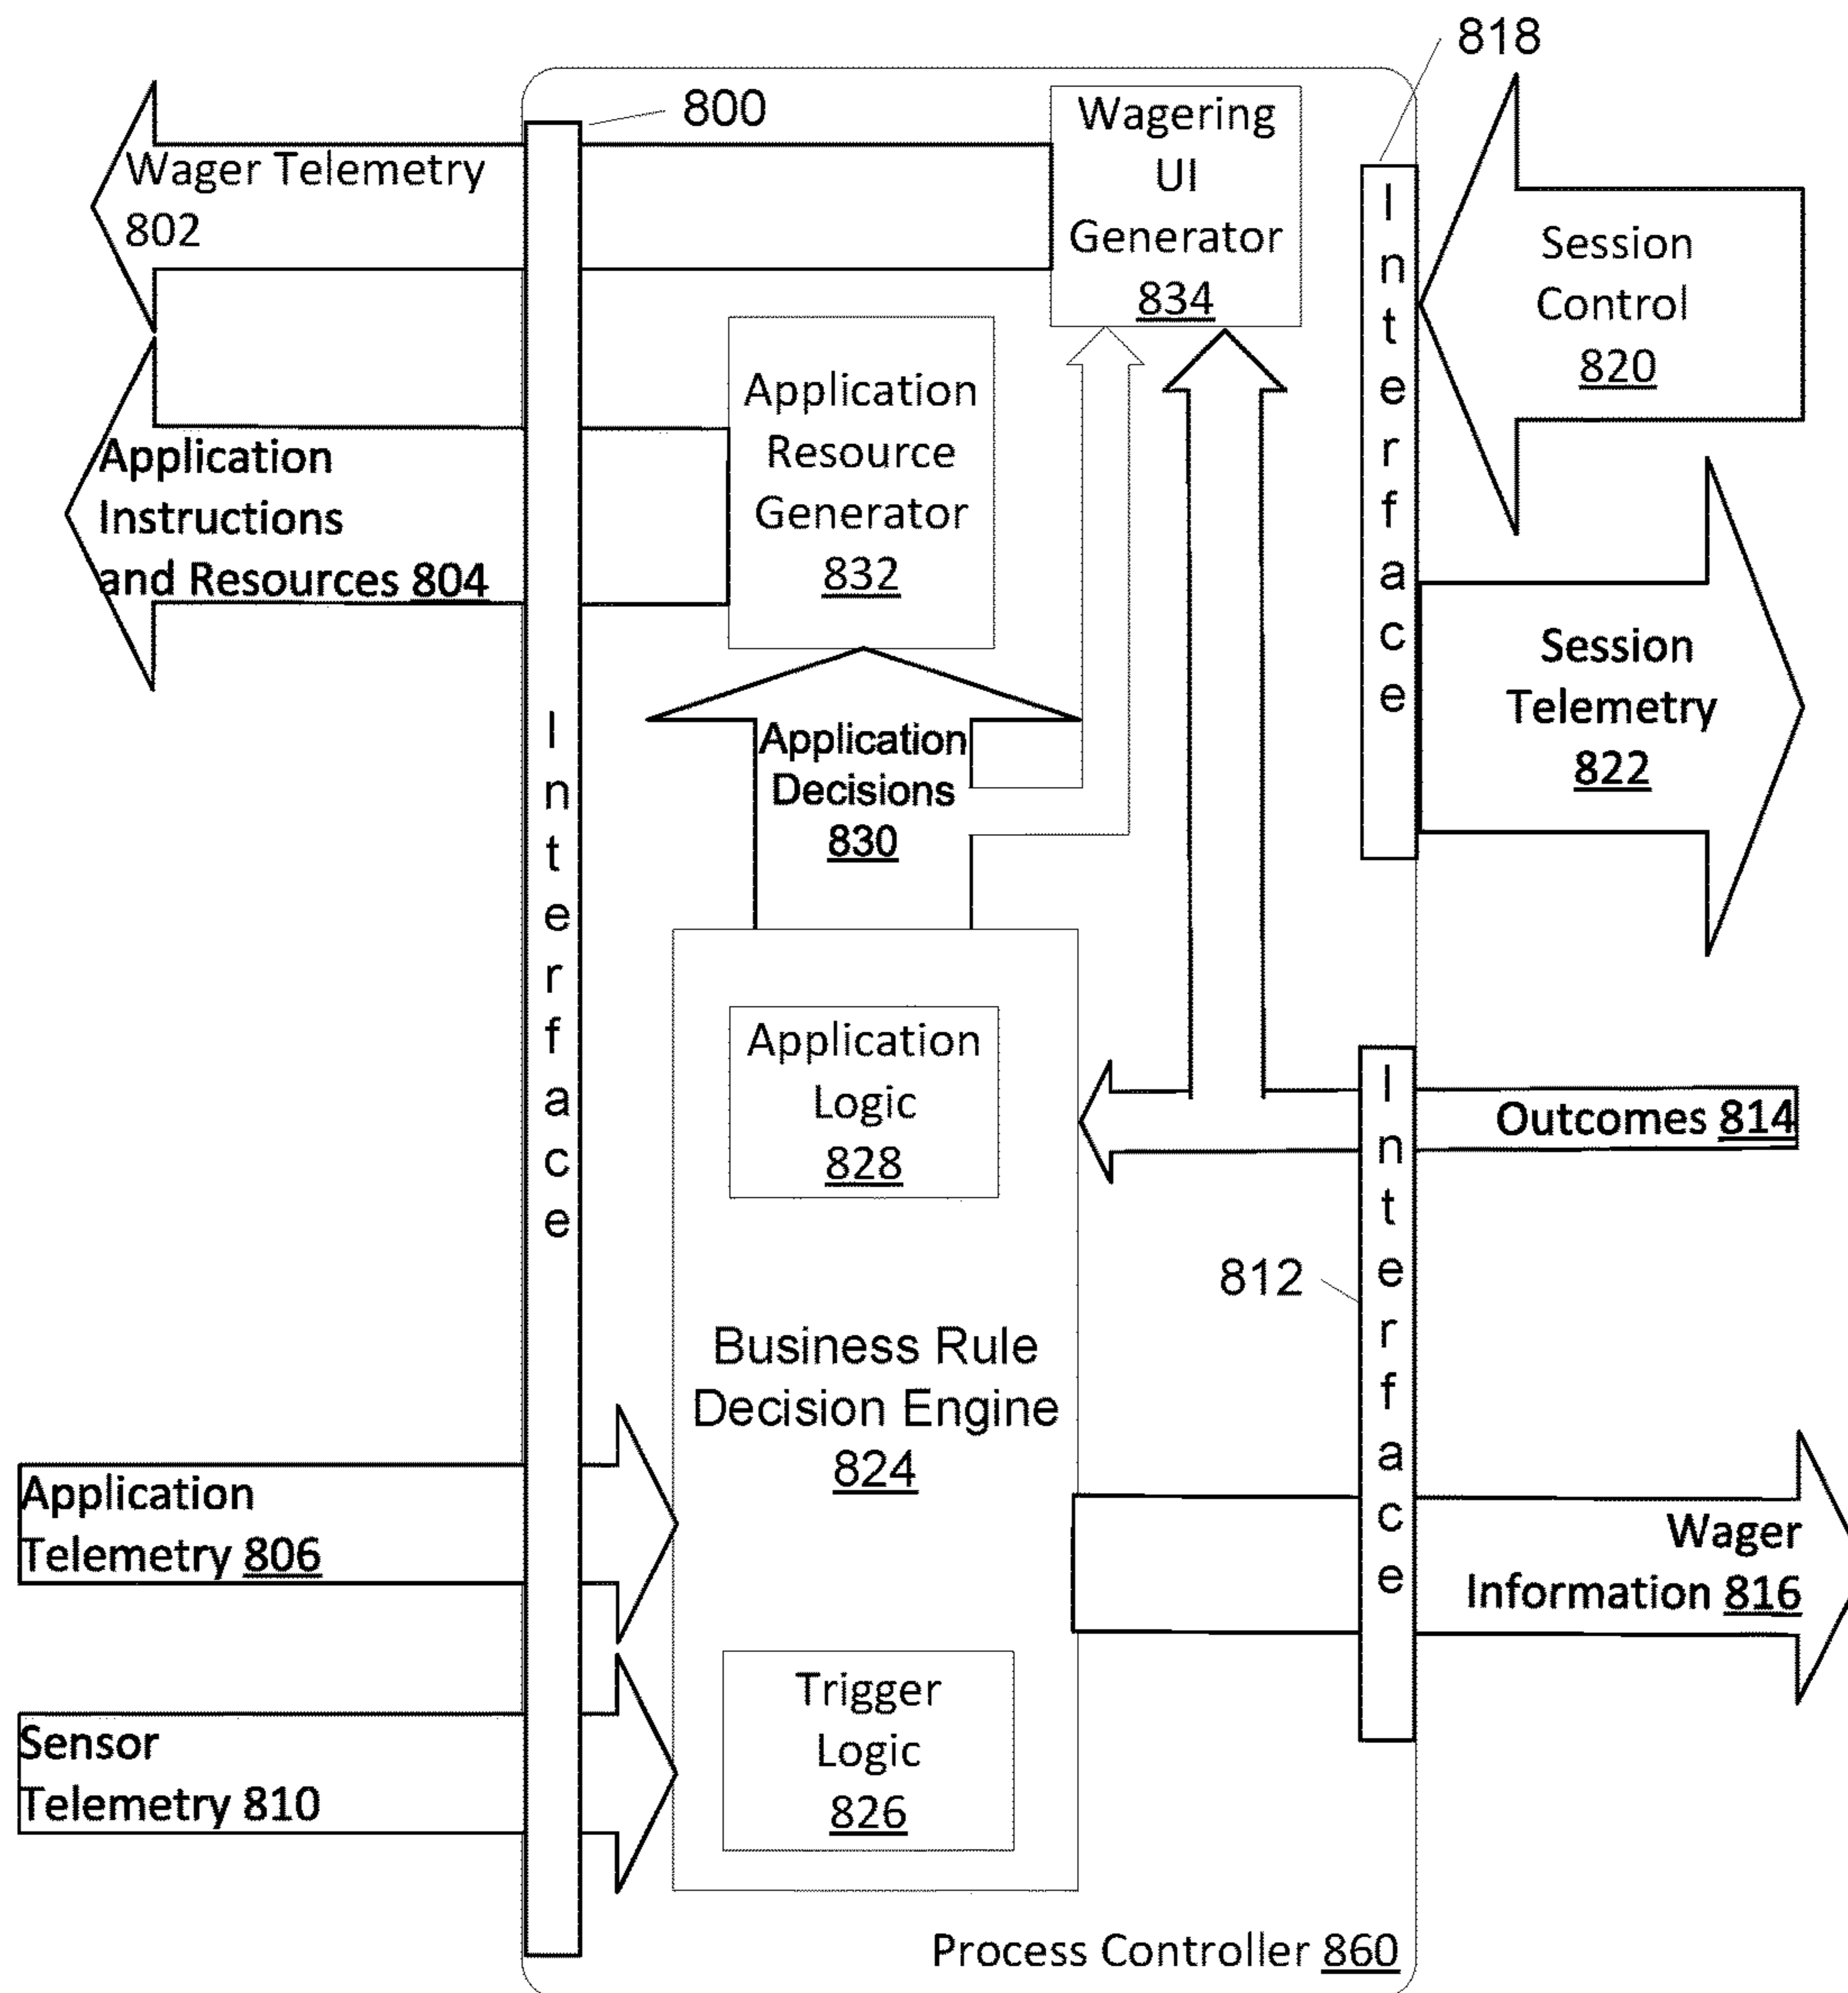 818
800
Wager Telemetry
802
Wagering
UI
Generator
834
Interface
Session
Control
820
Application
Instructions
and Resources 804
Application
Resource
Generator
832
Session
Telemetry
822
Interface
Application
Decisions
830
Application
Logic
828
Interface
Outcomes 814
812
Business Rule
Decision Engine
824
Application
Telemetry 806
Wager
Information 816
Trigger
Logic
826
Sensor
Telemetry 810
Process Controller 860